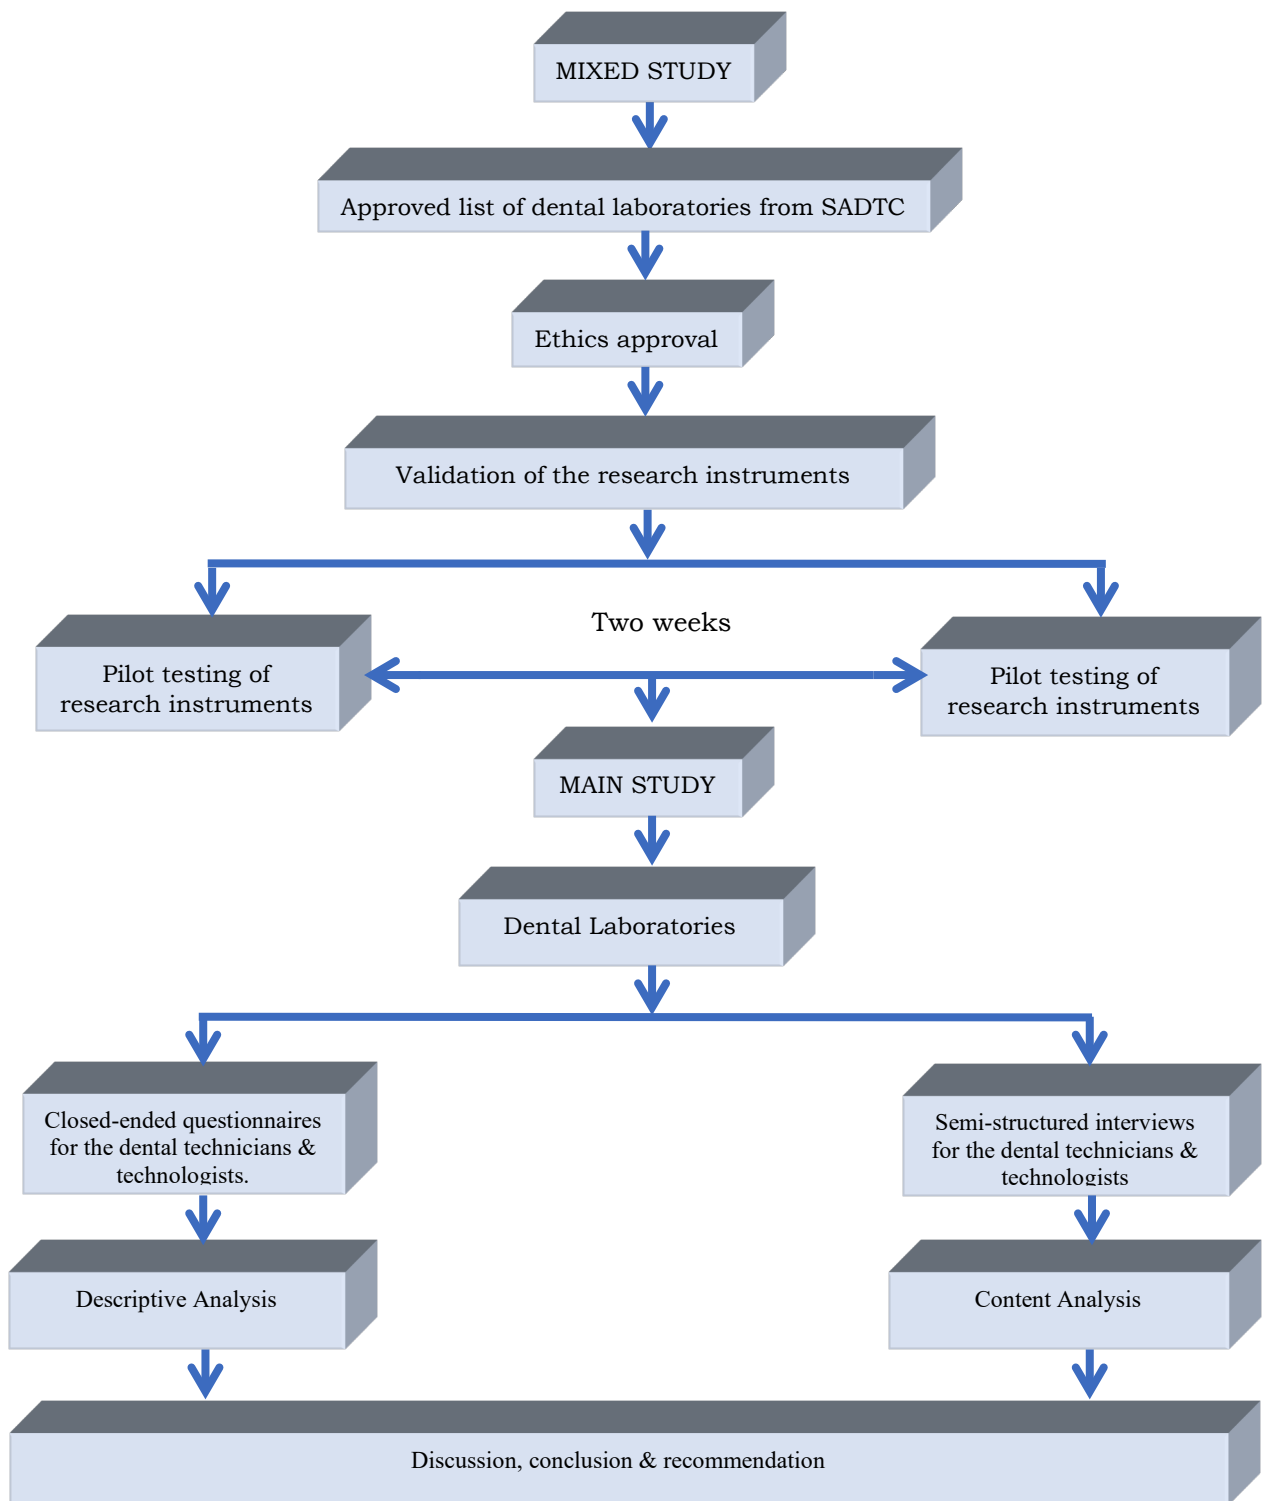 MIXED STUDY
Approved list of dental laboratories from SADTC
Ethics approval
Validation of the research instruments
Two weeks
Pilot testing of
research instruments
Pilot testing of
research instruments
MAIN STUDY
Dental Laboratories
Closed-ended questionnaires
for the dental technicians &
technologists.
Semi-structured interviews
for the dental technicians &
technologists
Descriptive Analysis
Content Analysis
Discussion, conclusion & recommendation